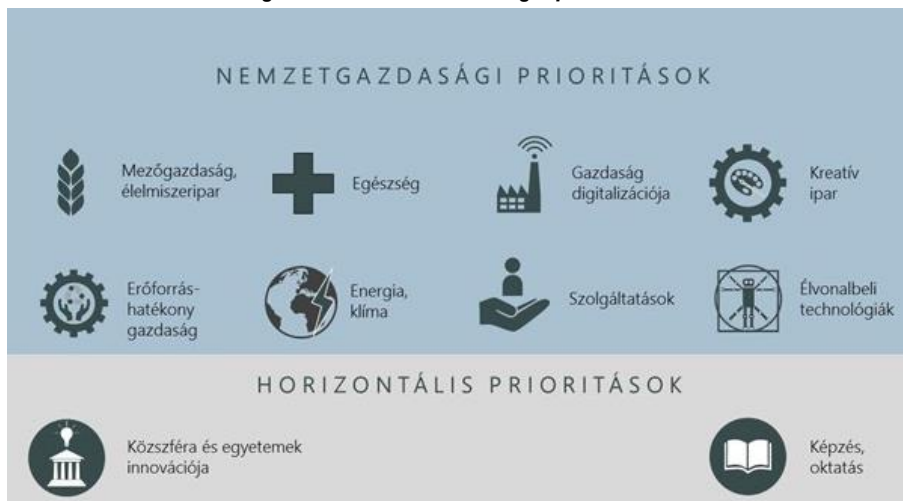 NEMZETGAZDASÁGI PRIORITÁSOK
Mezőgazdaság,
élelmiszeripar
Egészség
Gazdaság
digitalizációja
Kreatív
ipar
Erőforrás-
hatékony
gazdaság
Energia,
klíma
Szolgáltatások
Élvonalbeli
technológiák
HORIZONTÁLIS PRIORITÁSOK
Közszféra és egyetemek
innovációja
Képzés,
oktatás